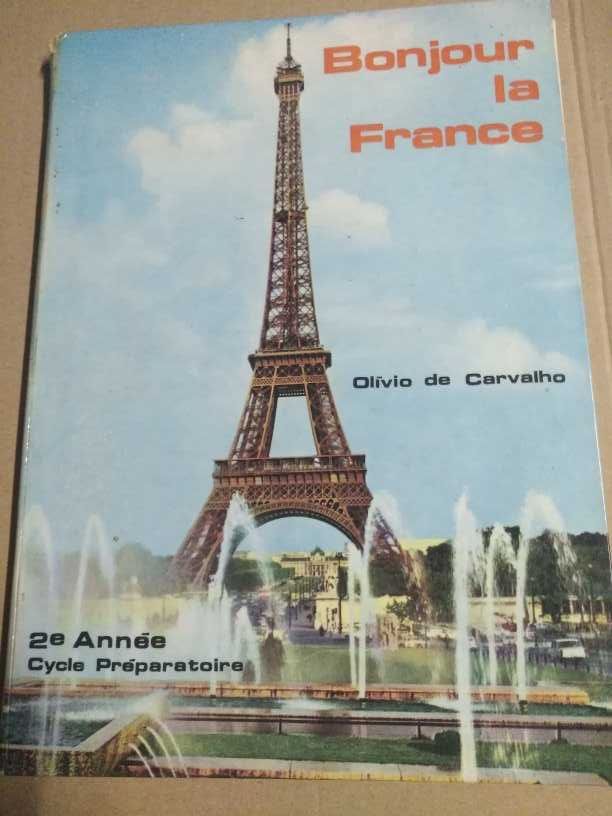 Bonjour
la
France
Olívio de Carvalho
2e Année
Cycle Préparatoire